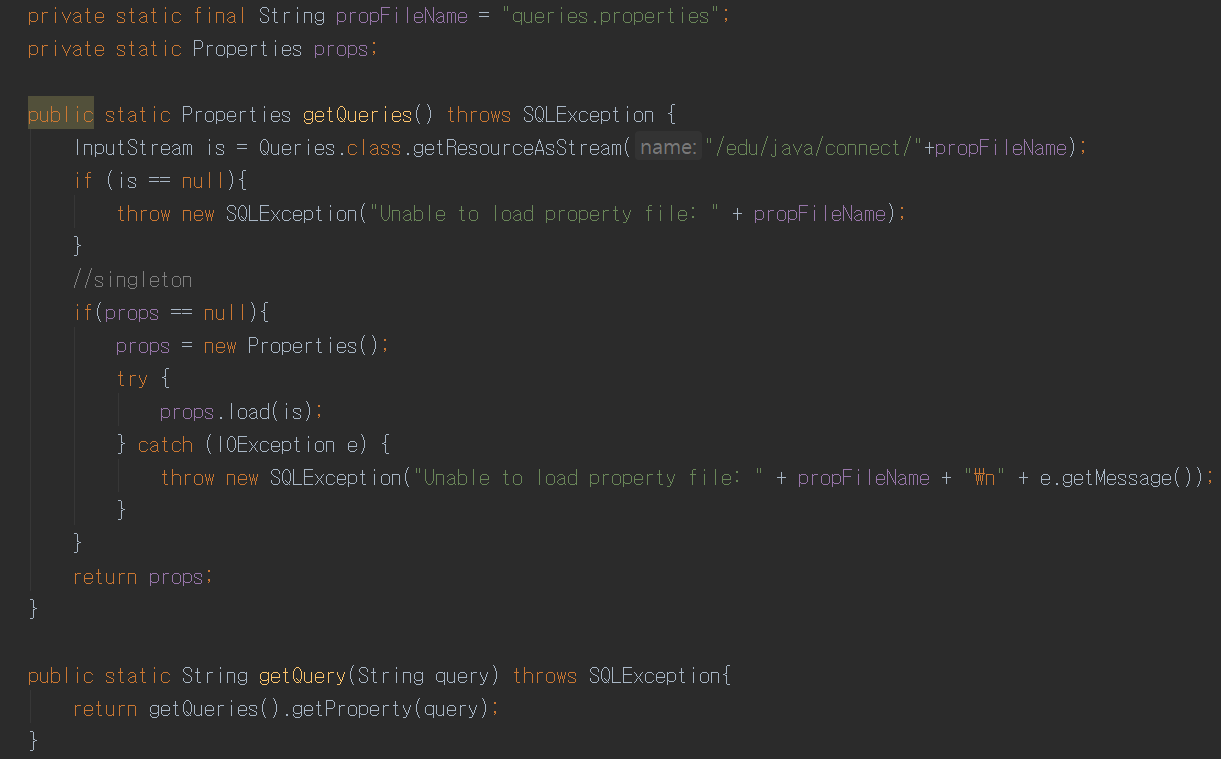 private static final String propFileName = "queries.properties";
private static Properties props;
public static Properties getQueries() throws SQLException {
InputStream is = Queries.class.getResourceAsStream( name: "/edu/java/connect/"+propFileName);
if (is == null){
throw new SQLException("Unable to load property file: " + propFileName);
}
//singleton
if(props == null){
props = new Properties();
try {
props.load(is);
} catch (IOException e) {
throw new SQLException("Unable to load property file: " + propFileName + "₩n" + e.getMessage());
}
}
return props;
}
public static String getQuery(String query) throws SQLException{
return getQueries().getProperty(query);
}